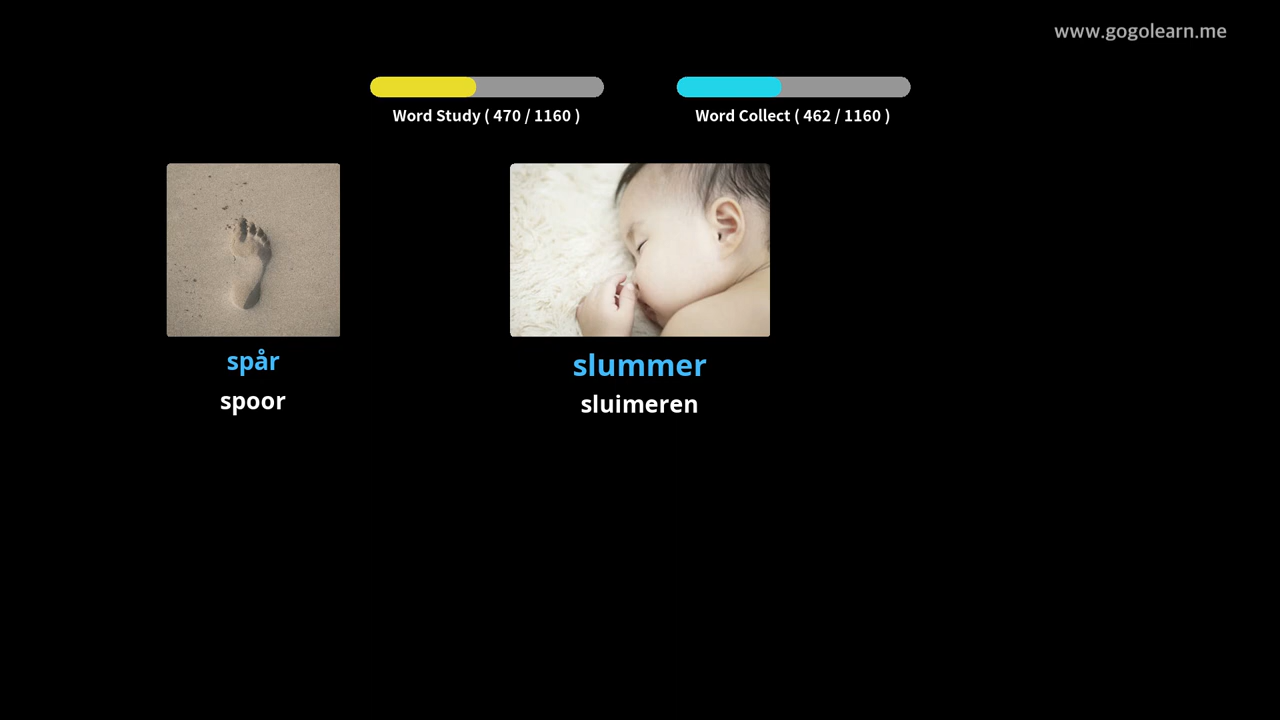 www.gogolearn.me
Word Study ( 470 / 1160 )
Word Collect ( 462 / 1160 )
spår
spoor
slummer
sluimeren